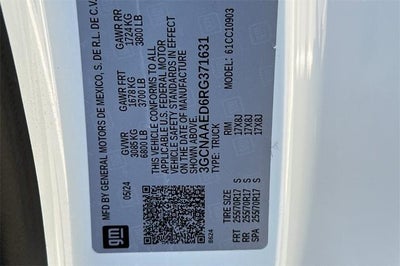 MFD BY GENERAL MOTORS DE MEXICO, S. DE R.L. DE C.V.
05/24
GVWR GAWR FRT GAWR RR
3085 KG 1678 KG 1724 KG
6800 LB 3700 LB 3800 LB
THIS VEHICLE CONFORMS TO ALL
APPLICABLE U.S. FEDERAL MOTOR
VEHICLE SAFETY STANDARDS IN
EFFECT ON THE DATE OF
MANUFACTURE SHOWN ABOVE.
3GCNAAED6RG371631
TYPE: TRUCK 61CC10903
TIRE SIZE RIM
FRT 255/70R17 S 17X8J
RR 255/70R17 S 17X8J
SPA 255/70R17 S 17X8J
gm